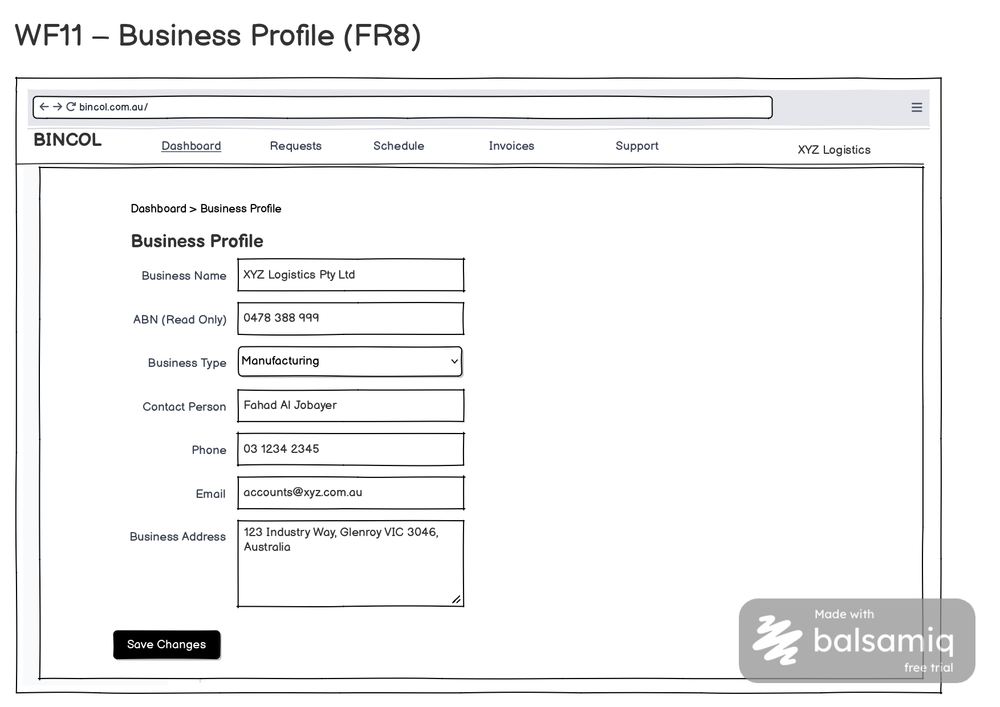 WF11 – Business Profile (FR8)
bincol.com.au/
BINCOL
Dashboard
Requests
Schedule
Invoices
Support
XYZ Logistics
Dashboard > Business Profile
Business Profile
Business Name
XYZ Logistics Pty Ltd
ABN (Read Only)
0478 388 999
Business Type
Manufacturing
Contact Person
Fahad Al Jobayer
Phone
03 1234 2345
Email
accounts@xyz.com.au
Business Address
123 Industry Way, Glenroy VIC 3046,
Australia
Save Changes
Made with
balsamiq
free trial